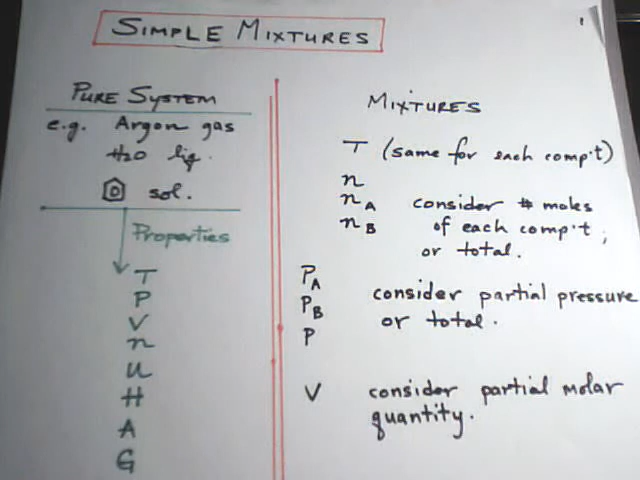 SIMPLE MIXTURES
1
PURE SYSTEM
e.g. Argon gas
H2O liq.
sol.
Properties
T
P
V
n
U
H
A
G
MIXTURES
T (same for each comp't)
n
nA consider # moles
nB of each comp't;
or total.
PA
PB consider partial pressure
P or total.
V consider partial molar
quantity.